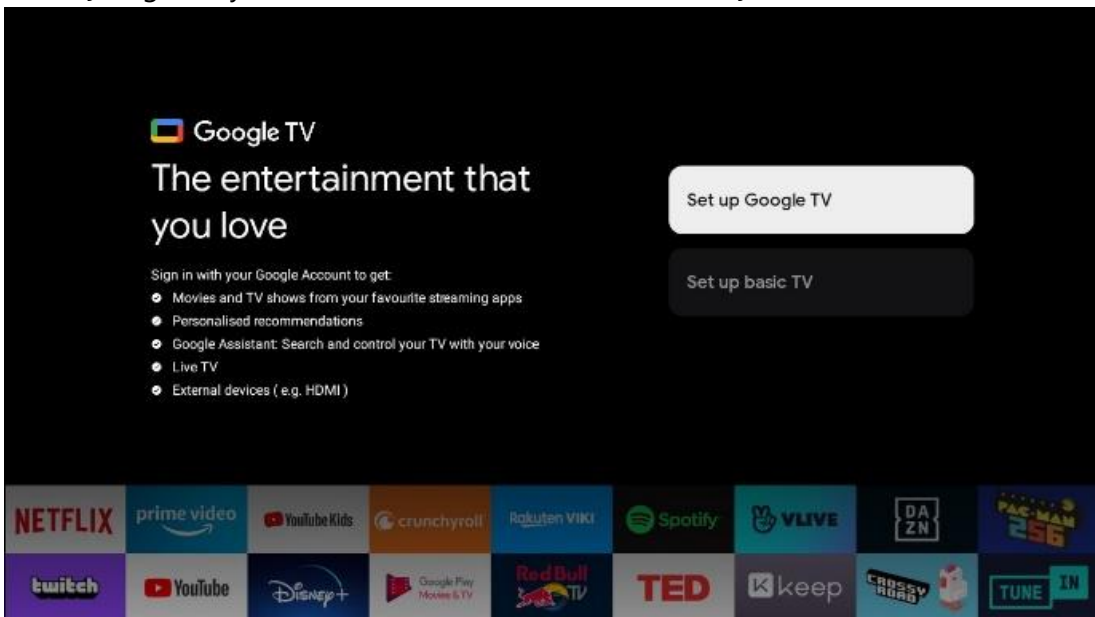 Google TV
The entertainment that
you love
Sign in with your Google Account to get:
Movies and TV shows from your favourite streaming apps
Personalised recommendations
Google Assistant: Search and control your TV with your voice
Live TV
External devices ( e.g. HDMI )
Set up Google TV
Set up basic TV
NETFLIX
prime video
YouTube Kids
crunchyroll
Rakuten VIKI
Spotify
VLIVE
DA
ZN
PAC-MAN
256
twitch
YouTube
Disney+
Google Play
Movies & TV
Red Bull
TV
TED
keep
CROSSY
ROAD
TUNE IN